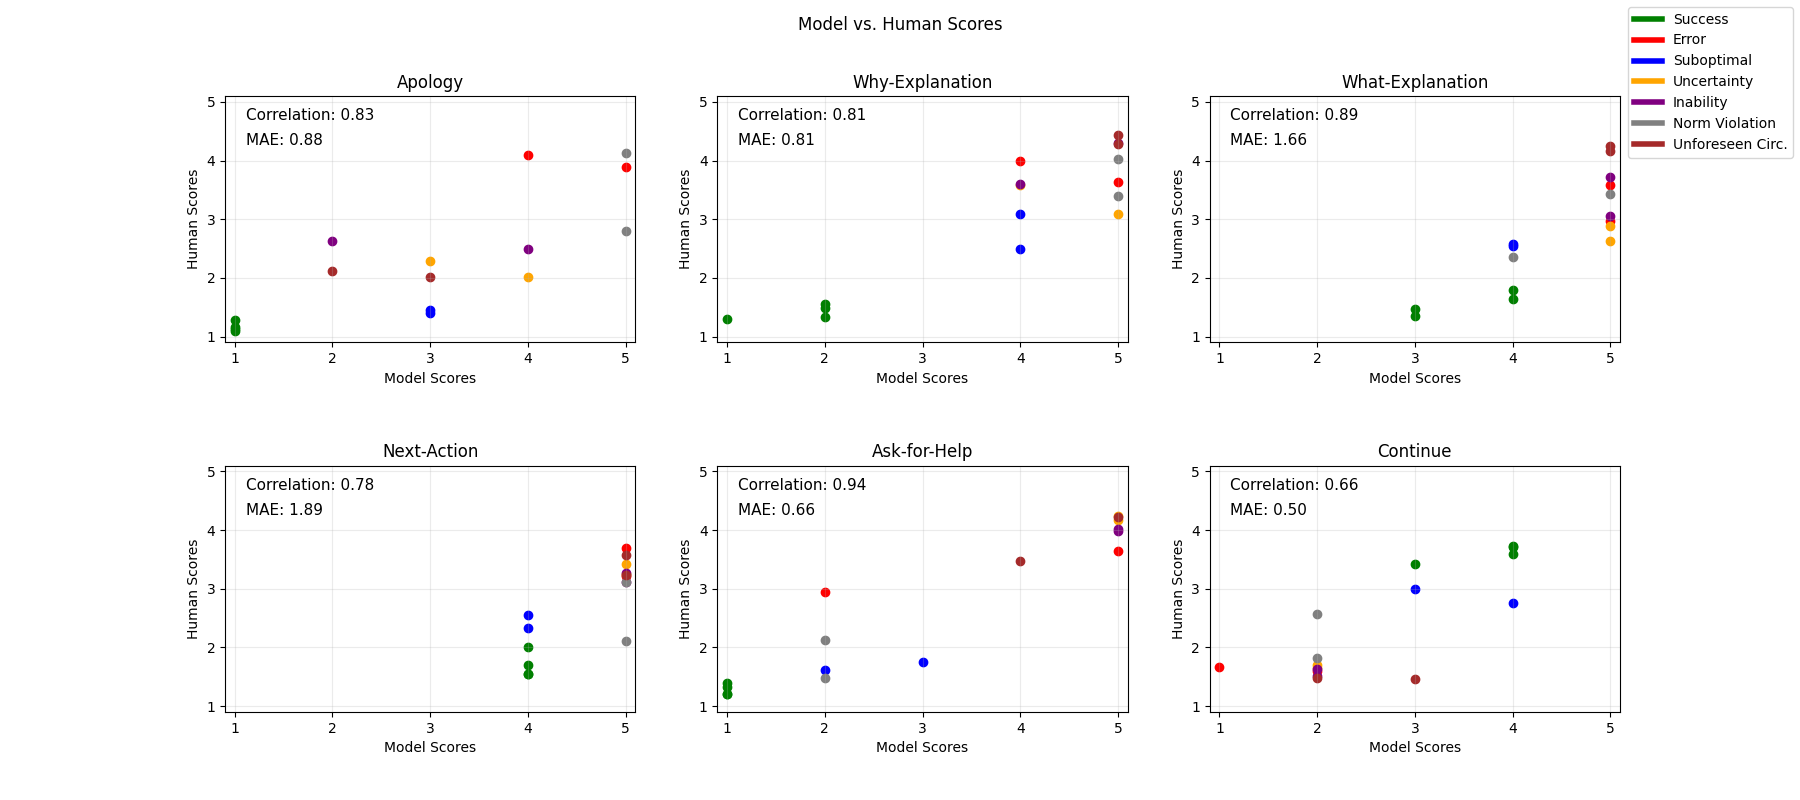 Model vs. Human Scores
Success
Error
Suboptimal
Uncertainty
Inability
Norm Violation
Unforeseen Circ.
Apology
Correlation: 0.83
MAE: 0.88
Human Scores
5
4
3
2
1
1 2 3 4 5
Model Scores
Why-Explanation
Correlation: 0.81
MAE: 0.81
Human Scores
5
4
3
2
1
1 2 3 4 5
Model Scores
What-Explanation
Correlation: 0.89
MAE: 1.66
Human Scores
5
4
3
2
1
1 2 3 4 5
Model Scores
Next-Action
Correlation: 0.78
MAE: 1.89
Human Scores
5
4
3
2
1
1 2 3 4 5
Model Scores
Ask-for-Help
Correlation: 0.94
MAE: 0.66
Human Scores
5
4
3
2
1
1 2 3 4 5
Model Scores
Continue
Correlation: 0.66
MAE: 0.50
Human Scores
5
4
3
2
1
1 2 3 4 5
Model Scores